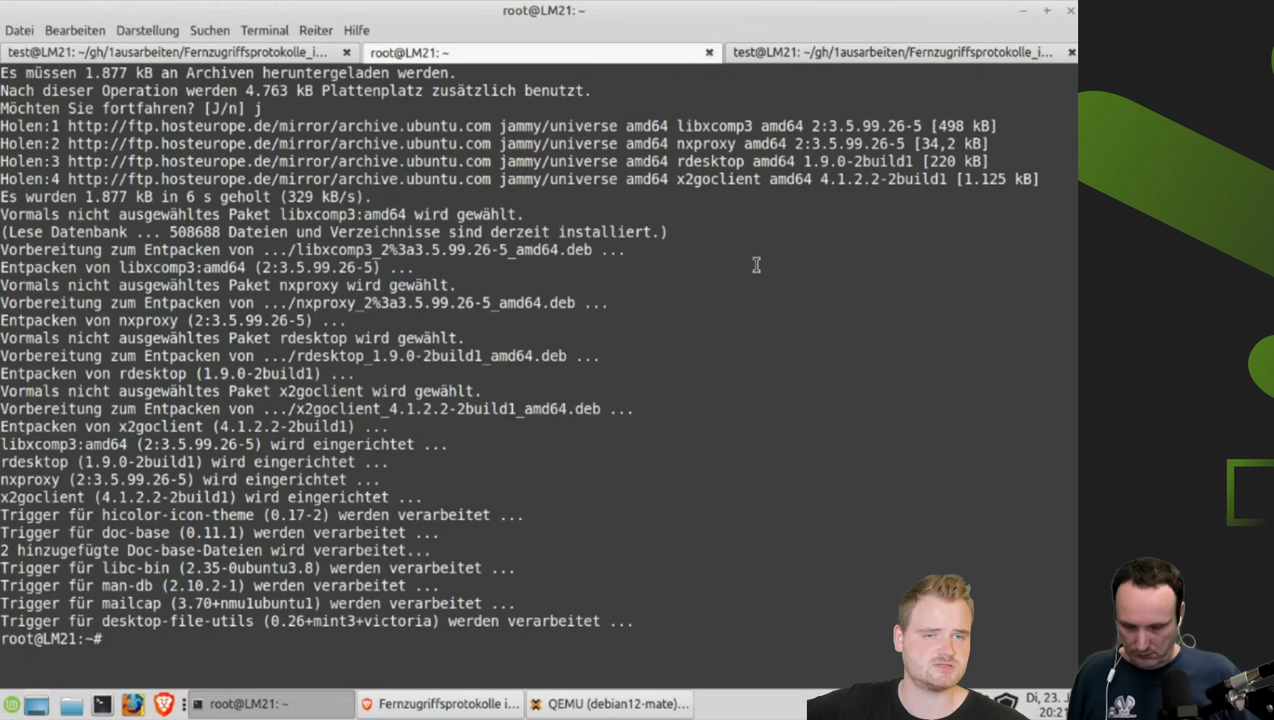 root@LM21: ~
Datei Bearbeiten Darstellung Suchen Terminal Reiter Hilfe
test@LM21: ~/gh/1ausarbeiten/Fernzugriffsprotokolle_i... root@LM21: ~ test@LM21: ~/gh/1ausarbeiten/Fernzugriffsprotokolle_i...
Es müssen 1.877 kB an Archiven heruntergeladen werden.
Nach dieser Operation werden 4.763 kB Plattenplatz zusätzlich benutzt.
Möchten Sie fortfahren? [J/n] j
Holen:1 http://ftp.hosteurope.de/mirror/archive.ubuntu.com jammy/universe amd64 libxcomp3 amd64 2:3.5.99.26-5 [498 kB]
Holen:2 http://ftp.hosteurope.de/mirror/archive.ubuntu.com jammy/universe amd64 nxproxy amd64 2:3.5.99.26-5 [34,2 kB]
Holen:3 http://ftp.hosteurope.de/mirror/archive.ubuntu.com jammy/universe amd64 rdesktop amd64 1.9.0-2build1 [220 kB]
Holen:4 http://ftp.hosteurope.de/mirror/archive.ubuntu.com jammy/universe amd64 x2goclient amd64 4.1.2.2-2build1 [1.125 kB]
Es wurden 1.877 kB in 6 s geholt (329 kB/s).
Vormals nicht ausgewähltes Paket libxcomp3:amd64 wird gewählt.
(Lese Datenbank ... 508688 Dateien und Verzeichnisse sind derzeit installiert.)
Vorbereitung zum Entpacken von .../libxcomp3_2%3a3.5.99.26-5_amd64.deb ...
Entpacken von libxcomp3:amd64 (2:3.5.99.26-5) ...
Vormals nicht ausgewähltes Paket nxproxy wird gewählt.
Vorbereitung zum Entpacken von .../nxproxy_2%3a3.5.99.26-5_amd64.deb ...
Entpacken von nxproxy (2:3.5.99.26-5) ...
Vormals nicht ausgewähltes Paket rdesktop wird gewählt.
Vorbereitung zum Entpacken von .../rdesktop_1.9.0-2build1_amd64.deb ...
Entpacken von rdesktop (1.9.0-2build1) ...
Vormals nicht ausgewähltes Paket x2goclient wird gewählt.
Vorbereitung zum Entpacken von .../x2goclient_4.1.2.2-2build1_amd64.deb ...
Entpacken von x2goclient (4.1.2.2-2build1) ...
libxcomp3:amd64 (2:3.5.99.26-5) wird eingerichtet ...
rdesktop (1.9.0-2build1) wird eingerichtet ...
nxproxy (2:3.5.99.26-5) wird eingerichtet ...
x2goclient (4.1.2.2-2build1) wird eingerichtet ...
Trigger für hicolor-icon-theme (0.17-2) werden verarbeitet ...
Trigger für doc-base (0.11.1) werden verarbeitet ...
2 hinzugefügte Doc-base-Dateien wird verarbeitet...
Trigger für libc-bin (2.35-0ubuntu3.8) werden verarbeitet ...
Trigger für man-db (2.10.2-1) werden verarbeitet ...
Trigger für mailcap (3.70+nmu1ubuntu1) werden verarbeitet ...
Trigger für desktop-file-utils (0.26+mint3+victoria) werden verarbeitet ...
root@LM21:~#
root@LM21: ~ Fernzugriffsprotokolle i... QEMU (debian12-mate)... Di, 23. J
20:21